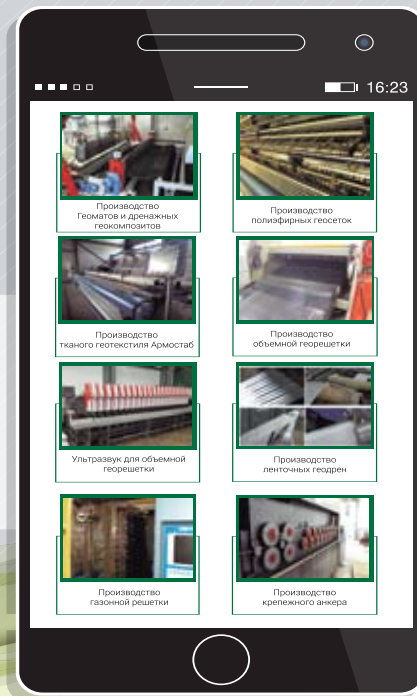 16:23
Производство
Геоматов и дренажных
геокомпозитов
Производство
полиэфирных геосеток
Производство
тканого геотекстиля Армостаб
Производство
объемной георешетки
Ультразвук для объемной
георешетки
Производство
ленточных геодрен
Производство
газонной решетки
Производство
крепежного анкера